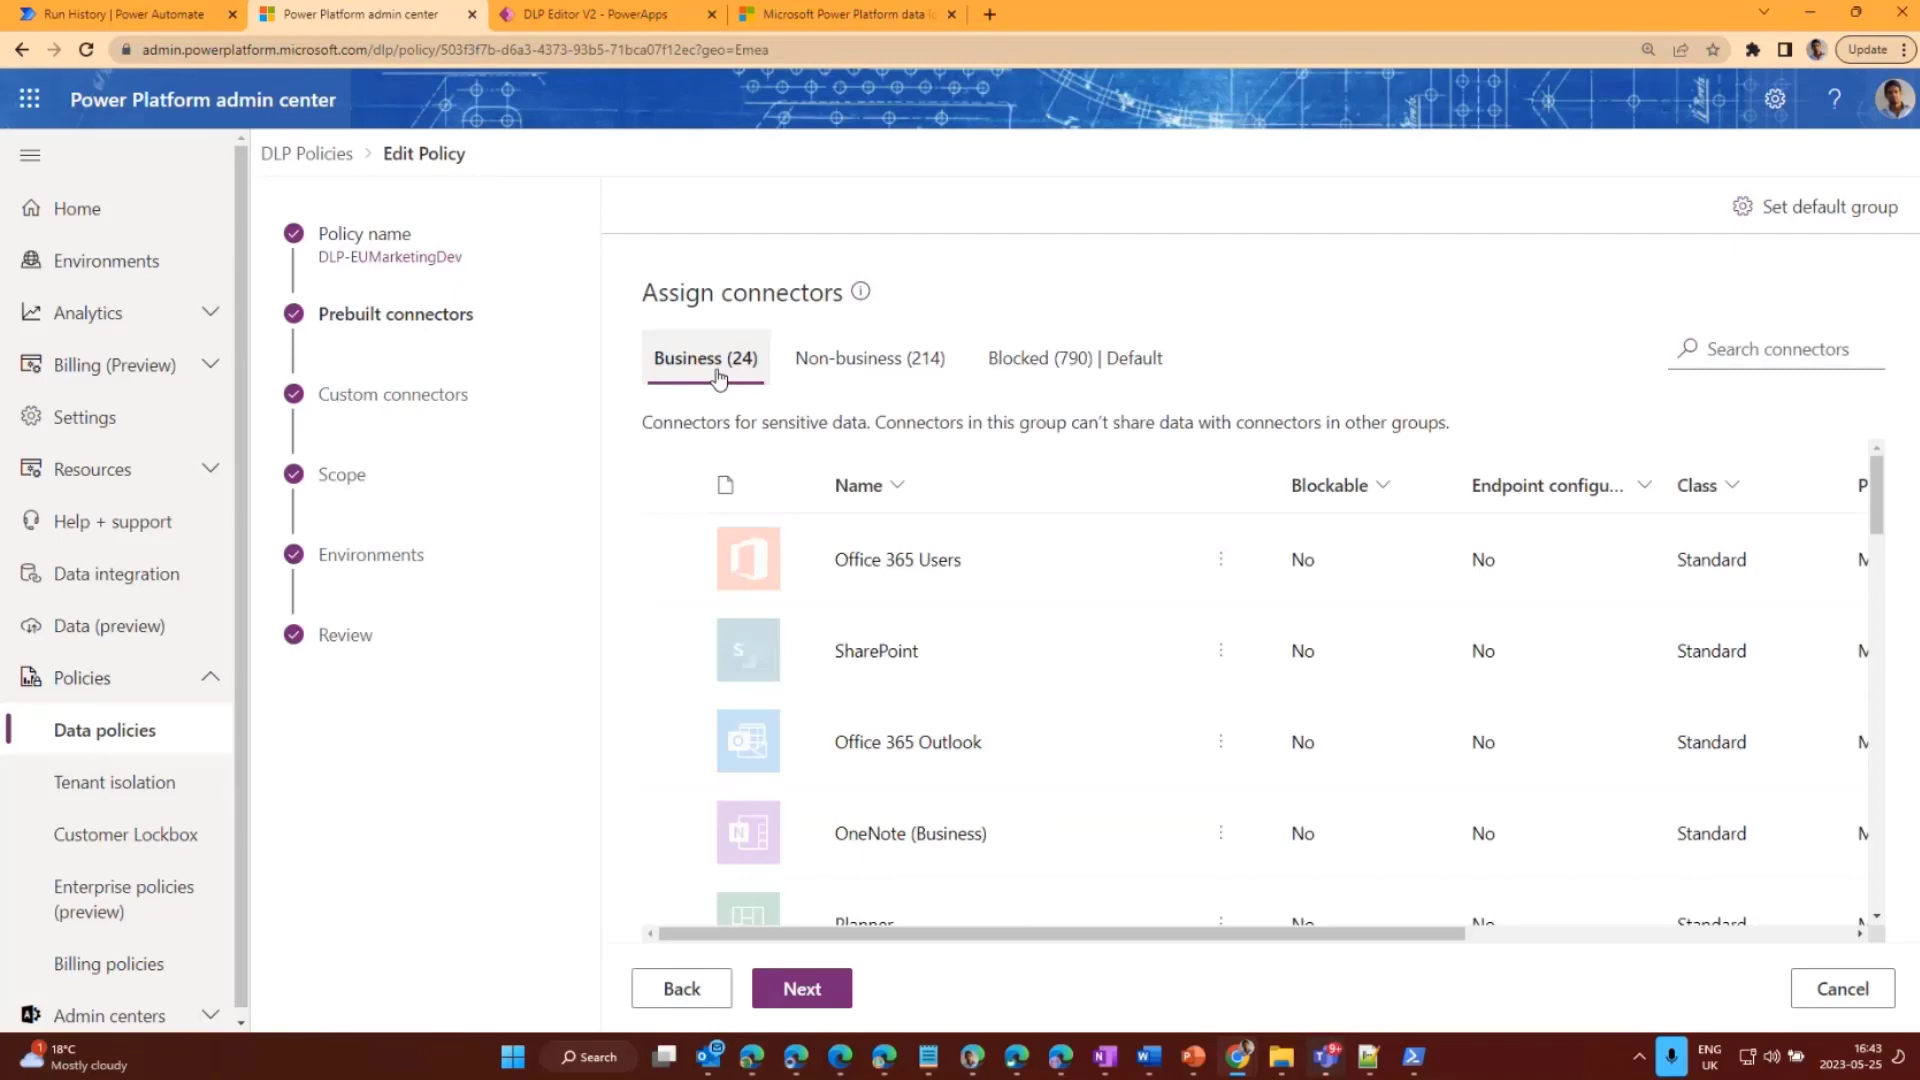 Run History | Power Automate
Power Platform admin center
DLP Editor V2 - PowerApps
Microsoft Power Platform data lo
admin.powerplatform.microsoft.com/dlp/policy/503f3f7b-d6a3-4373-93b5-71bca07f12ec?geo=Emea
Update
Power Platform admin center
DLP Policies > Edit Policy
Set default group
Home
Environments
Analytics
Billing (Preview)
Settings
Resources
Help + support
Data integration
Data (preview)
Policies
Data policies
Tenant isolation
Customer Lockbox
Enterprise policies
(preview)
Billing policies
Admin centers
Policy name
DLP-EUMarketingDev
Prebuilt connectors
Custom connectors
Scope
Environments
Review
Assign connectors
Business (24)
Non-business (214)
Blocked (790) | Default
Search connectors
Connectors for sensitive data. Connectors in this group can't share data with connectors in other groups.
Name
Blockable
Endpoint configu...
Class
P
Office 365 Users
No
No
Standard
M
SharePoint
No
No
Standard
M
Office 365 Outlook
No
No
Standard
M
OneNote (Business)
No
No
Standard
M
Planner
No
No
Standard
M
Back
Next
Cancel
1
18°C
Mostly cloudy
Search
9+
ENG
UK
16:43
2023-05-25